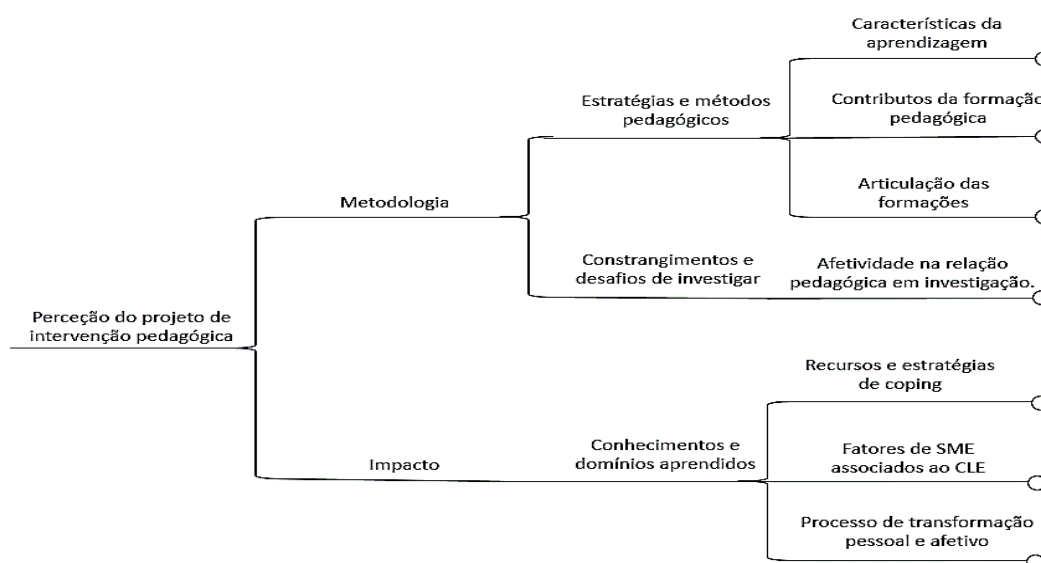 Características da
aprendizagem
Estratégias e métodos
pedagógicos
Contributos da formação
pedagógica
Articulação das
formações
Metodologia
Constrangimentos e
desafios de investigar
Afetividade na relação
pedagógica em investigação.
Perceção do projeto de
intervenção pedagógica
Recursos e estratégias
de coping
Impacto
Conhecimentos e
domínios aprendidos
Fatores de SME
associados ao CLE
Processo de transformação
pessoal e afetivo